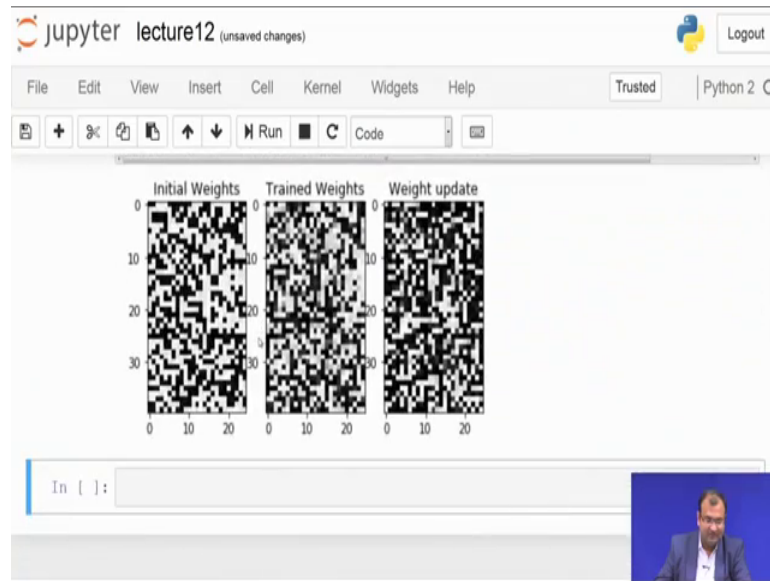 jupyter lecture12 (unsaved changes)
Logout
File Edit View Insert Cell Kernel Widgets Help
Trusted Python 2
Run Code
Initial Weights Trained Weights Weight update
0 0 0
10 10 10
20 20 20
30 30 30
0 10 20 0 10 20 0 10 20
In [ ]: